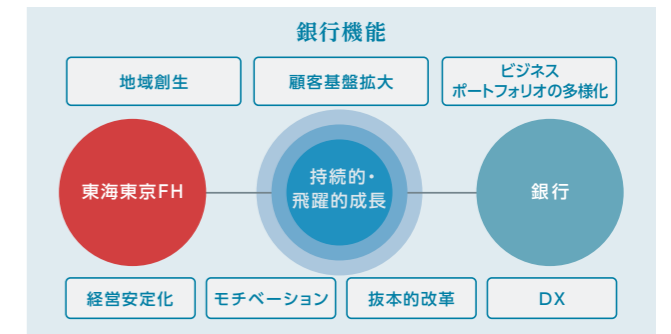 銀行機能
地域創生
顧客基盤拡大
ビジネス
ポートフォリオの多様化
東海東京FH
持続的・
飛躍的成長
銀行
経営安定化
モチベーション
抜本的改革
DX